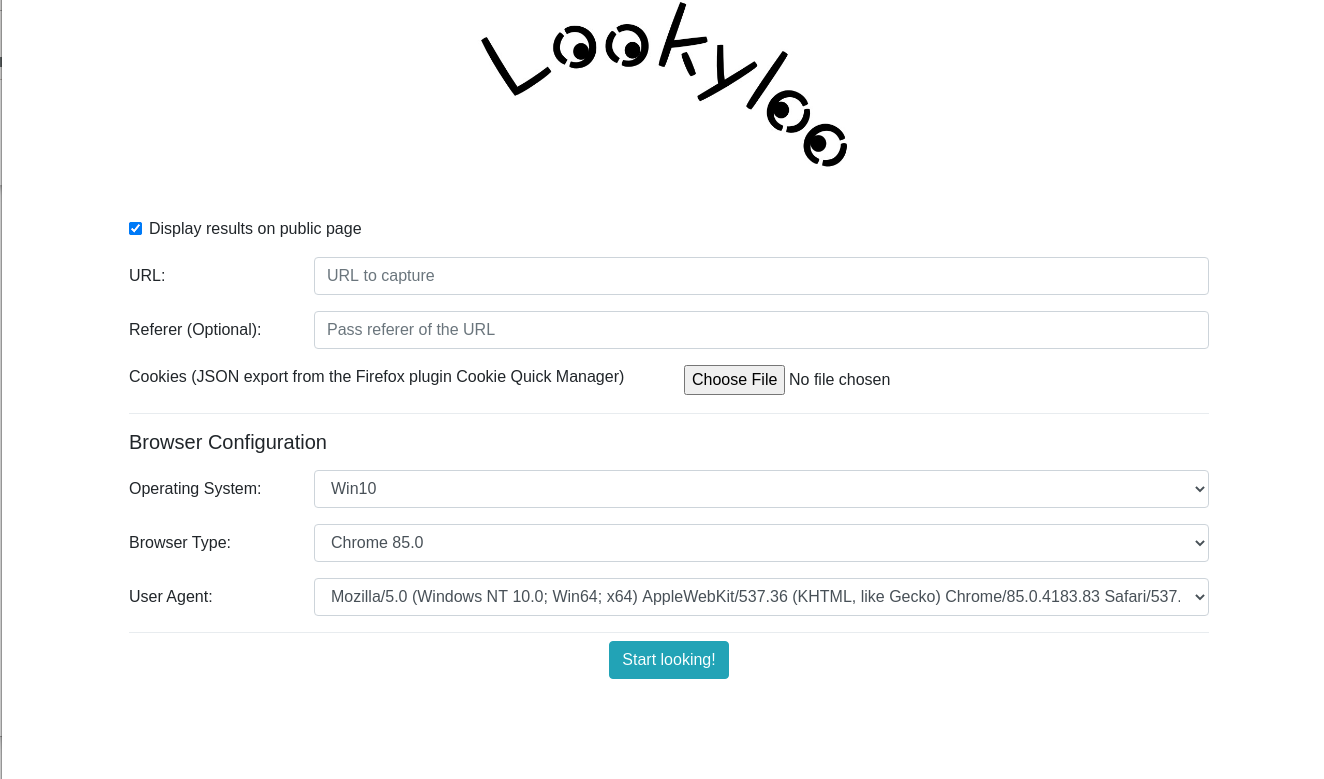 Lookyloo
Display results on public page
URL:
URL to capture
Referer (Optional):
Pass referer of the URL
Cookies (JSON export from the Firefox plugin Cookie Quick Manager)
Choose File No file chosen
Browser Configuration
Operating System:
Win10
Browser Type:
Chrome 85.0
User Agent:
Mozilla/5.0 (Windows NT 10.0; Win64; x64) AppleWebKit/537.36 (KHTML, like Gecko) Chrome/85.0.4183.83 Safari/537.
Start looking!